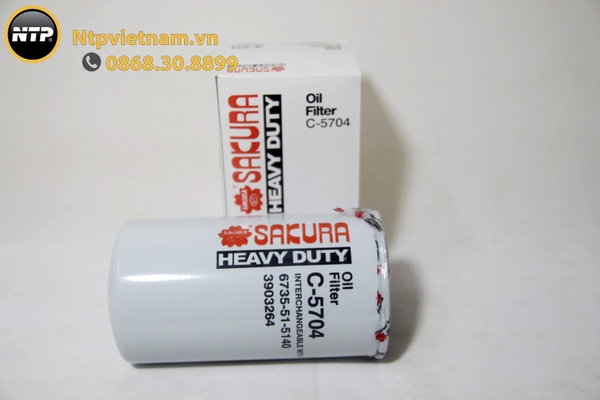 NTP
Ntpvietnam.vn
0868.30.8899
SAKURA
HEAVY DUTY
Oil
Filter
C-5704
SAKURA
HEAVY DUTY
Oil
Filter
C-5704
INTERCHANGEABLE
6735-51-5140
3903264